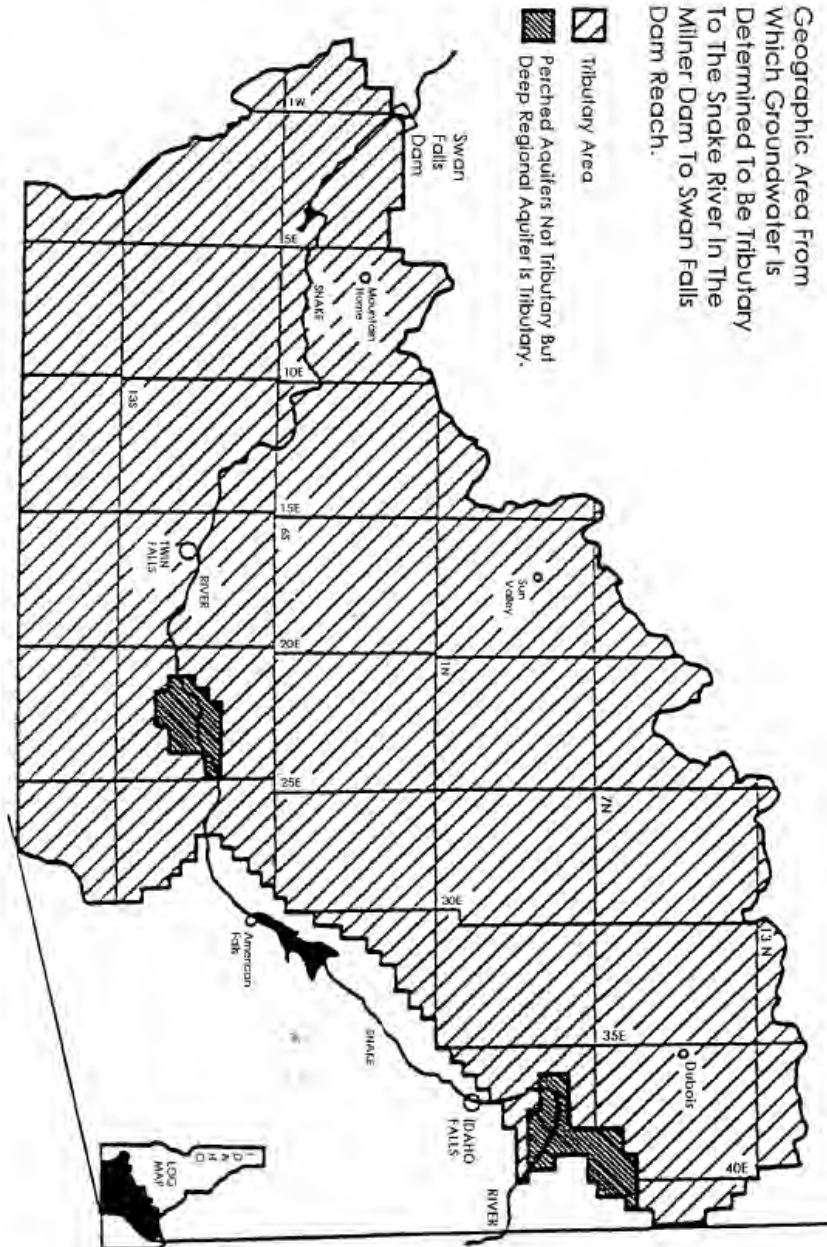 Geographic Area From
Which Groundwater Is
Determined To Be Tributary
To The Snake River In The
Milner Dam To Swan Falls
Dam Reach.
Tributary Area
Perched Aquifers Not Tributary But
Deep Regional Aquifer Is Tributary.
Swan
Falls
Dam
1W
5E
Mountain
Home
SNAKE
10E
13S
15E
6S
TWIN
FALLS
RIVER
Sun
Valley
20E
1N
25E
7N
30E
13 N
American
Falls
SNAKE
35E
Dubois
IDAHO
FALLS
40E
RIVER
IDAHO
LOG
MAP